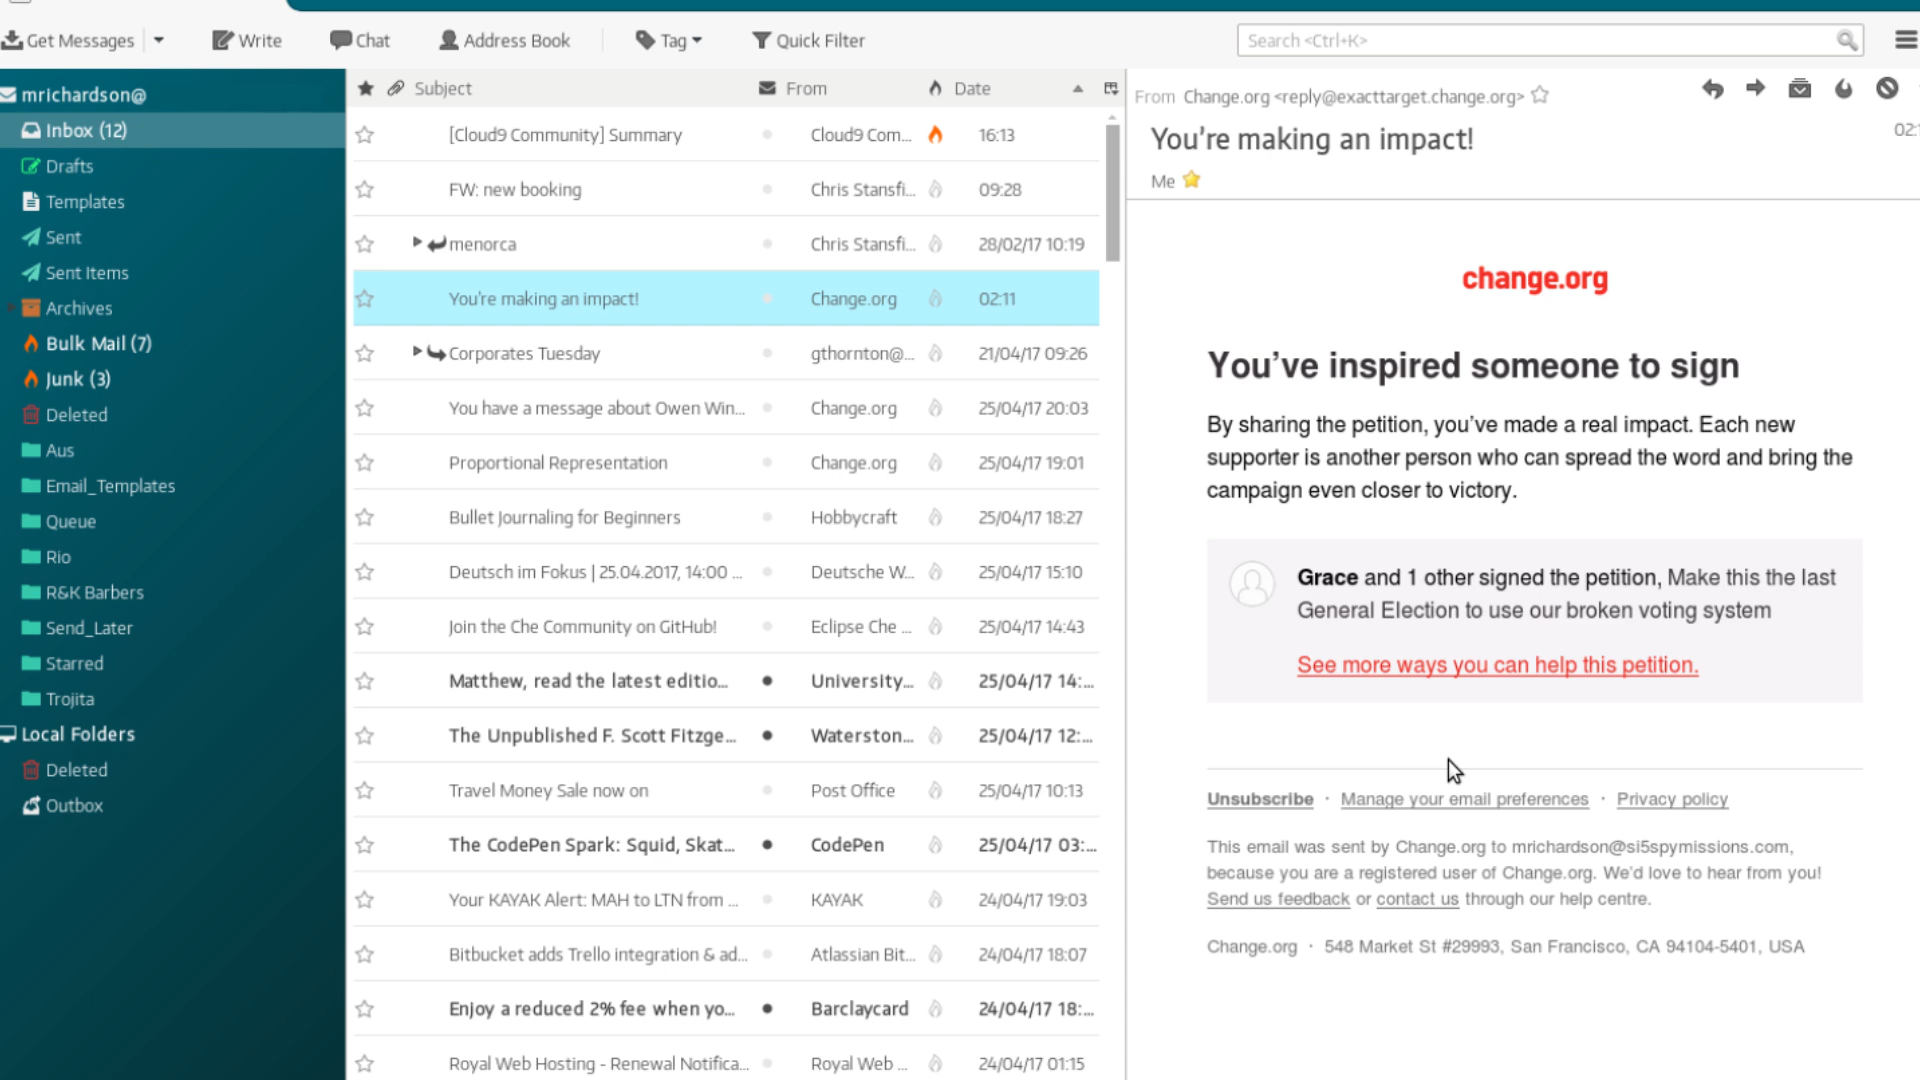 Get Messages
Write
Chat
Address Book
Tag
Quick Filter
Search <Ctrl+K>
mrichardson@
Inbox (12)
Drafts
Templates
Sent
Sent Items
Archives
Bulk Mail (7)
Junk (3)
Deleted
Aus
Email_Templates
Queue
Rio
R&K Barbers
Send_Later
Starred
Trojita
Local Folders
Deleted
Outbox
Subject From Date
[Cloud9 Community] Summary Cloud9 Com... 16:13
FW: new booking Chris Stansfi... 09:28
menorca Chris Stansfi... 28/02/17 10:19
You're making an impact! Change.org 02:11
Corporates Tuesday gthornton@... 21/04/17 09:26
You have a message about Owen Win... Change.org 25/04/17 20:03
Proportional Representation Change.org 25/04/17 19:01
Bullet Journaling for Beginners Hobbycraft 25/04/17 18:27
Deutsch im Fokus | 25.04.2017, 14:00 ... Deutsche W... 25/04/17 15:10
Join the Che Community on GitHub! Eclipse Che ... 25/04/17 14:43
Matthew, read the latest editio... University... 25/04/17 14:...
The Unpublished F. Scott Fitzge... Waterston... 25/04/17 12:...
Travel Money Sale now on Post Office 25/04/17 10:13
The CodePen Spark: Squid, Skat... CodePen 25/04/17 03:...
Your KAYAK Alert: MAH to LTN from ... KAYAK 24/04/17 19:03
Bitbucket adds Trello integration & ad... Atlassian Bit... 24/04/17 18:07
Enjoy a reduced 2% fee when yo... Barclaycard 24/04/17 18:...
Royal Web Hosting - Renewal Notifica... Royal Web ... 24/04/17 01:15
From Change.org <reply@exacttarget.change.org>
You're making an impact!
Me
change.org
You've inspired someone to sign
By sharing the petition, you've made a real impact. Each new
supporter is another person who can spread the word and bring the
campaign even closer to victory.
Grace and 1 other signed the petition, Make this the last
General Election to use our broken voting system
See more ways you can help this petition.
Unsubscribe · Manage your email preferences · Privacy policy
This email was sent by Change.org to mrichardson@si5spymissions.com,
because you are a registered user of Change.org. We'd love to hear from you!
Send us feedback or contact us through our help centre.
Change.org · 548 Market St #29993, San Francisco, CA 94104-5401, USA